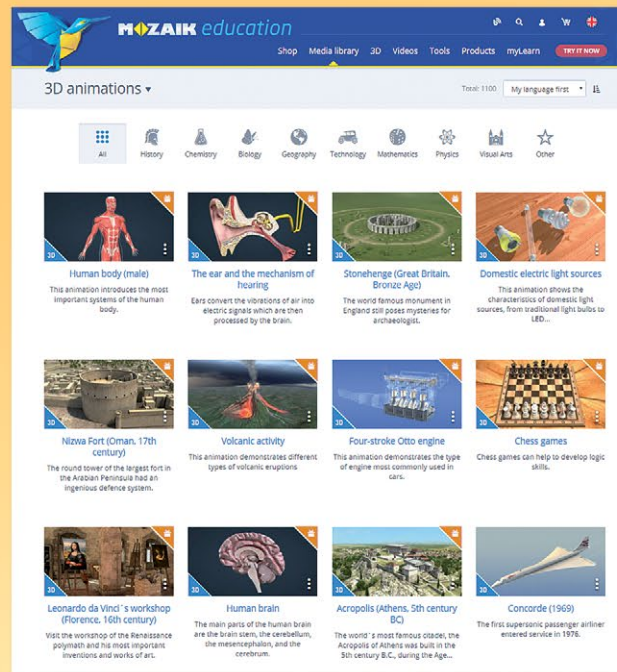 MOZAIK education
Shop Media library 3D Videos Tools Products myLearn TRY IT NOW
3D animations
Total: 1100 My language first
All History Chemistry Biology Geography Technology Mathematics Physics Visual Arts Other
3D
Human body (male)
This animation introduces the most
important systems of the human
body.
3D
The ear and the mechanism of
hearing
Ears convert the vibrations of air into
electric signals which are then
processed by the brain.
3D
Stonehenge (Great Britain,
Bronze Age)
The world famous monument in
England still poses mysteries for
archaeologist.
3D
Domestic electric light sources
This animation shows the
characteristics of domestic light
sources, from traditional light bulbs to
LED...
3D
Nizwa Fort (Oman, 17th
century)
The round tower of the largest fort in
the Arabian Peninsula had an
ingenious defence system.
3D
Volcanic activity
This animation demonstrates different
types of volcanic eruptions
3D
Four-stroke Otto engine
This animation demonstrates the type
of engine most commonly used in
cars.
3D
Chess games
Chess games can help to develop logic
skills.
3D
Leonardo da Vinci`s workshop
(Florence, 16th century)
Visit the workshop of the Renaissance
polymath and his most important
inventions and works of art.
3D
Human brain
The main parts of the human brain
are the brain stem, the cerebellum,
the mesencephalon, and the
cerebrum.
3D
Acropolis (Athens, 5th century
BC)
The world`s most famous citadel, the
Acropolis of Athens was built in the
5th century B.C., during the Age...
3D
Concorde (1969)
The first supersonic passenger airliner
entered service in 1976.